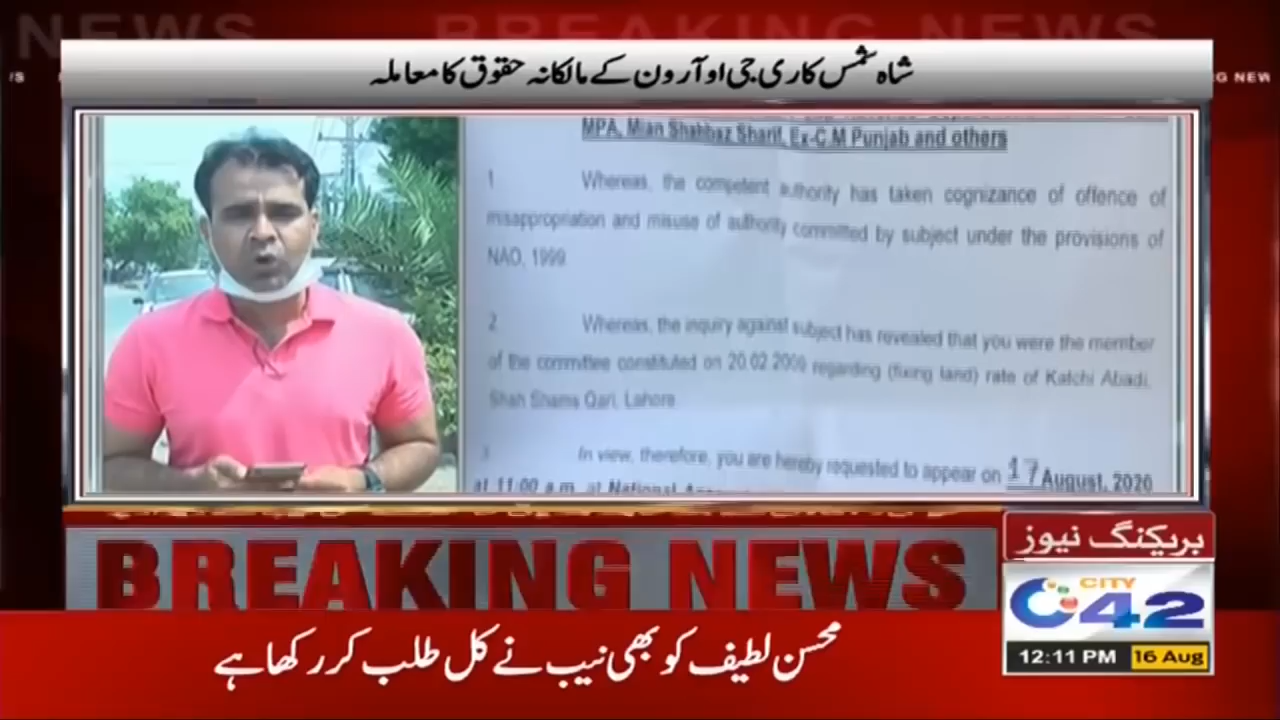 BREAKING NEWS
شاہ شمس کاری جی او آر ون کے مالکانہ حقوق کا معاملہ
MPA, Mian Shahbaz Sharif, Ex-C.M Punjab and others
1 Whereas, the competent authority has taken cognizance of offence of
misappropriation and misuse of authority committed by subject under the provisions of
NAO, 1999
2 Whereas, the inquiry against subject has revealed that you were the member
of the committee constituted on 20.02.2009 regarding (fixing land) rate of Katchi Abadi,
Shah Shams Qari, Lahore
3 In view, therefore, you are hereby requested to appear on 17 August, 2020
at 11:00 a.m. at National
BREAKING NEWS
بریکنگ نیوز
CITY
42
محسن لطیف کو بھی نیب نے کل طلب کر رکھا ہے
12:11 PM 16 Aug